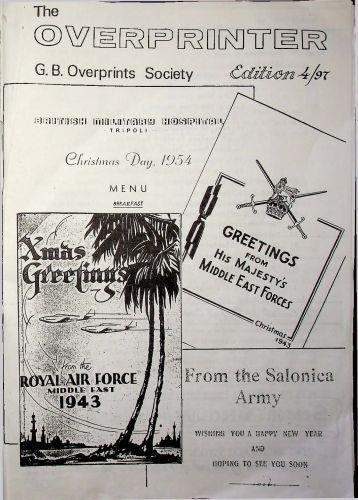 The
OVERPRINTER
G.B. Overprints Society
Edition 4/97
BRITISH MILITARY HOSPITAL
- TRIPOLI -
Christmas Day, 1954
MENU
BREAKFAST
GREETINGS
FROM
HIS MAJESTY'S
MIDDLE EAST FORCES
Christmas
1943
Xmas
Greetings
from the
ROYAL AIR FORCE
MIDDLE EAST
1943
From the Salonica
Army
WISHING YOU A HAPPY NEW YEAR
AND
HOPING TO SEE YOU SOON